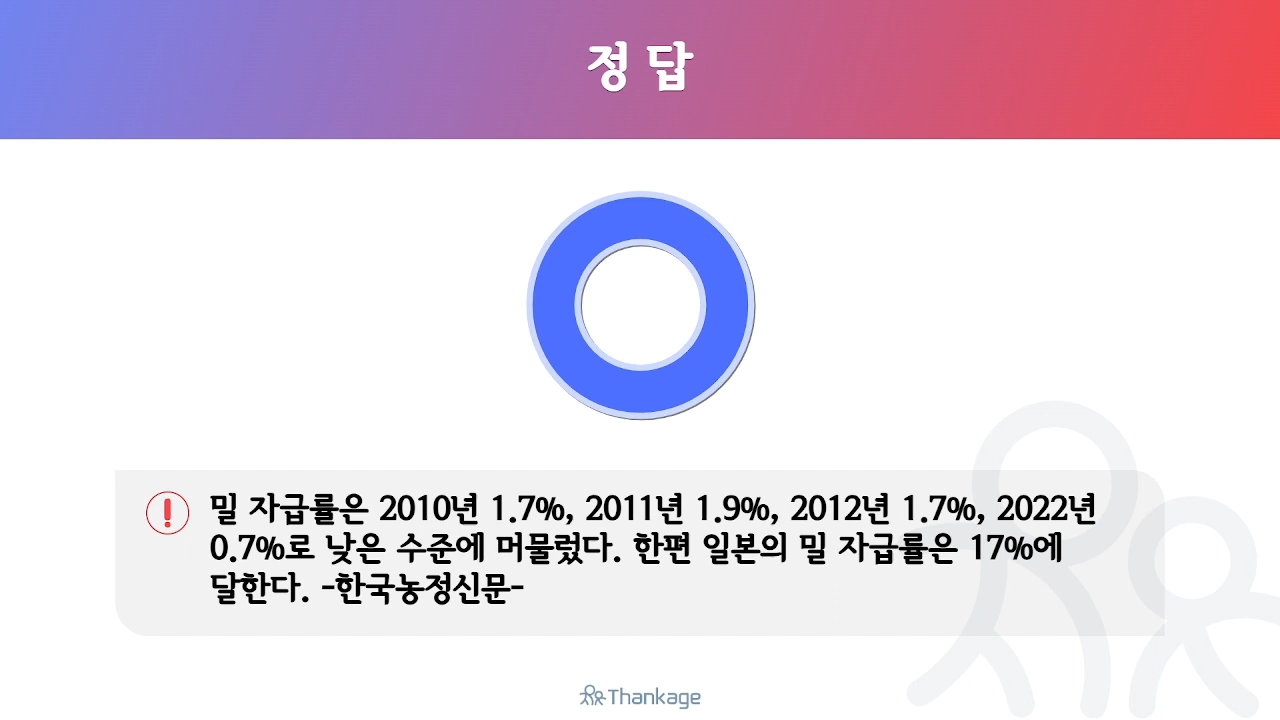 정 답
밀 자급률은 2010년 1.7%, 2011년 1.9%, 2012년 1.7%, 2022년
0.7%로 낮은 수준에 머물렀다. 한편 일본의 밀 자급률은 17%에
달한다. -한국농정신문-
Thankage